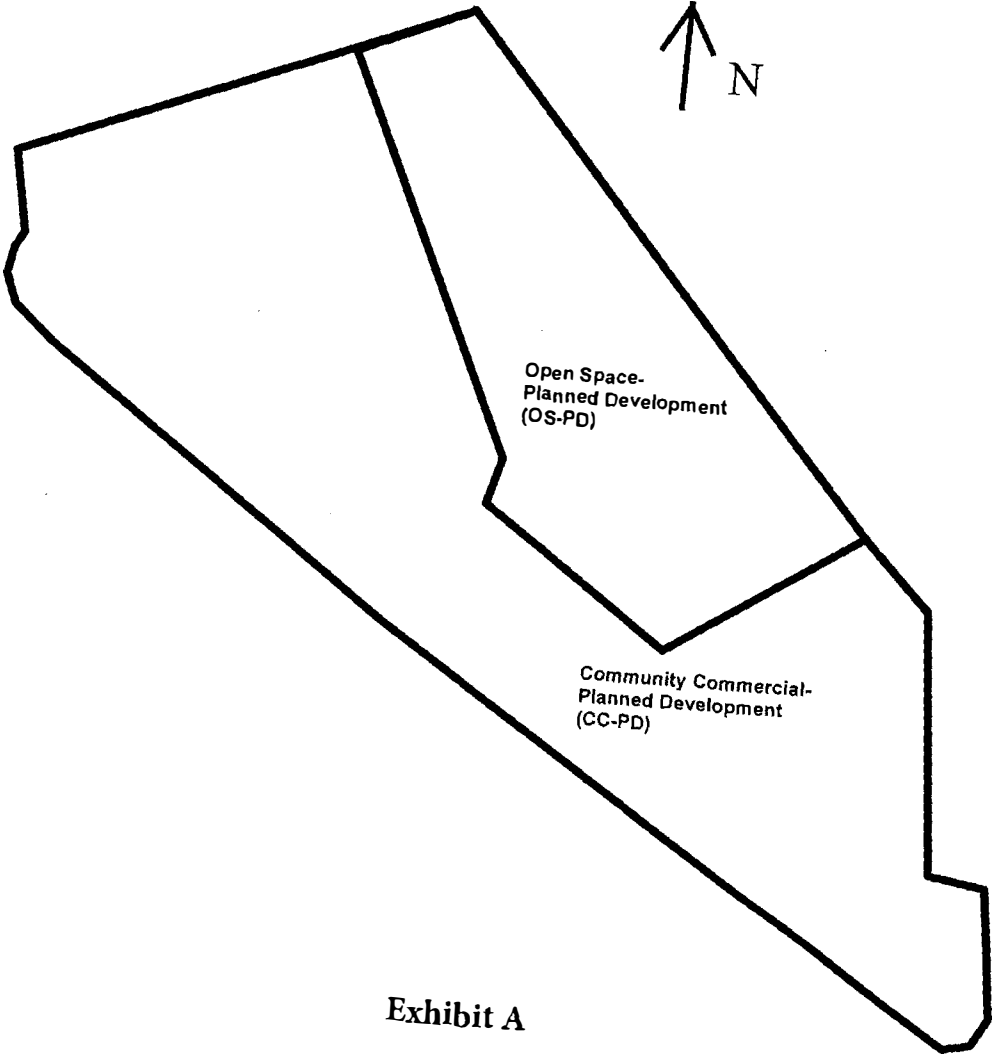 N
Open Space-
Planned Development
(OS-PD)
Community Commercial-
Planned Development
(CC-PD)
Exhibit A